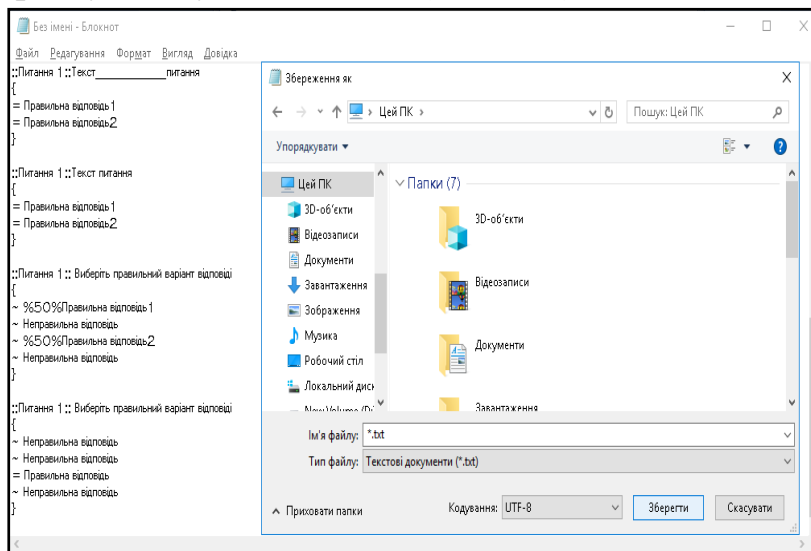 Без імені - Блокнот
Файл Редагування Формат Вигляд Довідка
::Питання 1::Текст______________питання
{
= Правильна відповідь1
= Правильна відповідь2
}
::Питання 1::Текст питання
{
= Правильна відповідь1
= Правильна відповідь2
}
::Питання 1:: Виберіть правильний варіант відповіді
{
~ %50%Правильна відповідь1
~ Неправильна відповідь
~ %50%Правильна відповідь2
~ Неправильна відповідь
}
::Питання 1:: Виберіть правильний варіант відповіді
{
~ Неправильна відповідь
~ Неправильна відповідь
= Правильна відповідь
~ Неправильна відповідь
}
Збереження як
Цей ПК
Пошук: Цей ПК
Упорядкувати
Цей ПК
3D-об'єкти
Відеозаписи
Документи
Завантаження
Зображення
Музика
Робочий стіл
Локальний диск
New Volume (D:
Папки (7)
3D-об'єкти
Відеозаписи
Документи
Завантаження
Ім'я файлу: *.txt
Тип файлу: Текстові документи (*.txt)
Приховати папки
Кодування: UTF-8
Зберегти
Скасувати